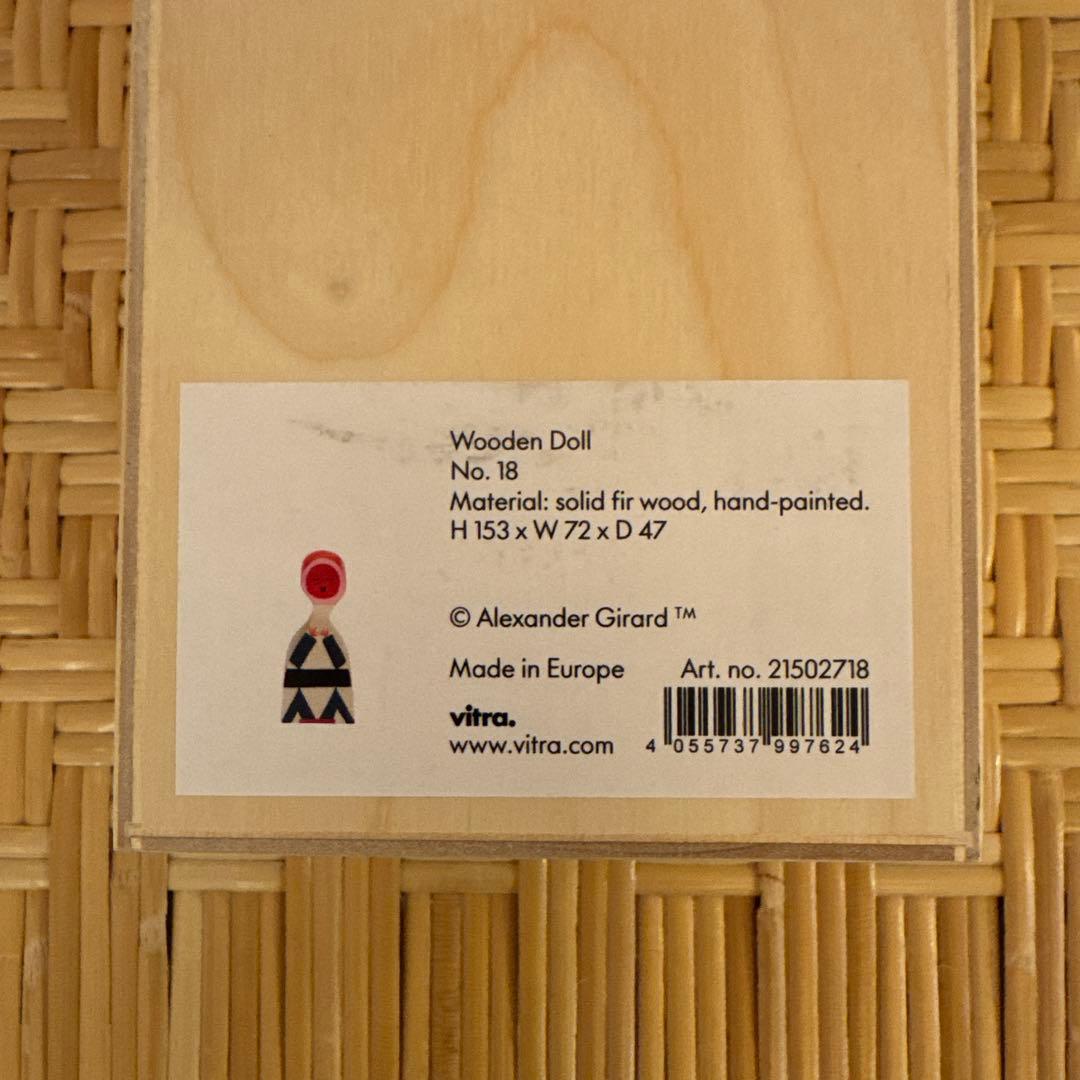 Wooden Doll
No. 18
Material: solid fir wood, hand-painted.
H 153 x W 72 x D 47
© Alexander Girard ™
Made in Europe
Art. no. 21502718
vitra.
www.vitra.com
4 055737 997624